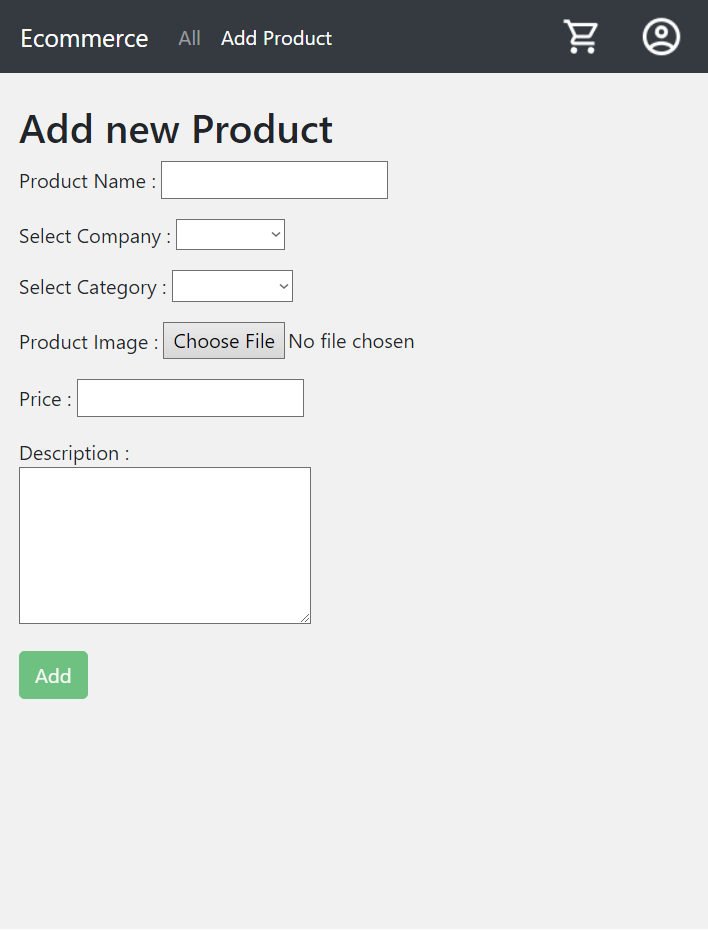 Ecommerce All Add Product
Add new Product
Product Name :
Select Company :
Select Category :
Product Image : Choose File No file chosen
Price :
Description :
Add